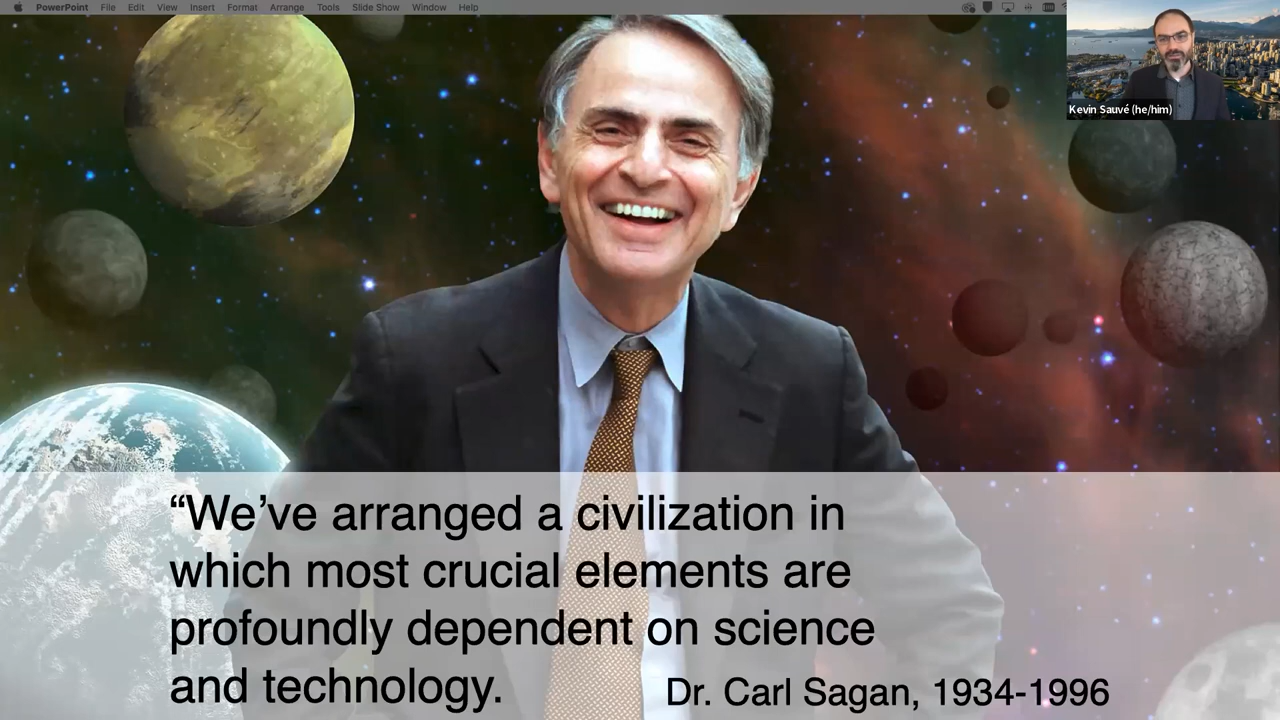 PowerPoint File Edit View Insert Format Arrange Tools Slide Show Window Help
Kevin Sauvé (he/him)
“We’ve arranged a civilization in
which most crucial elements are
profoundly dependent on science
and technology.
Dr. Carl Sagan, 1934-1996